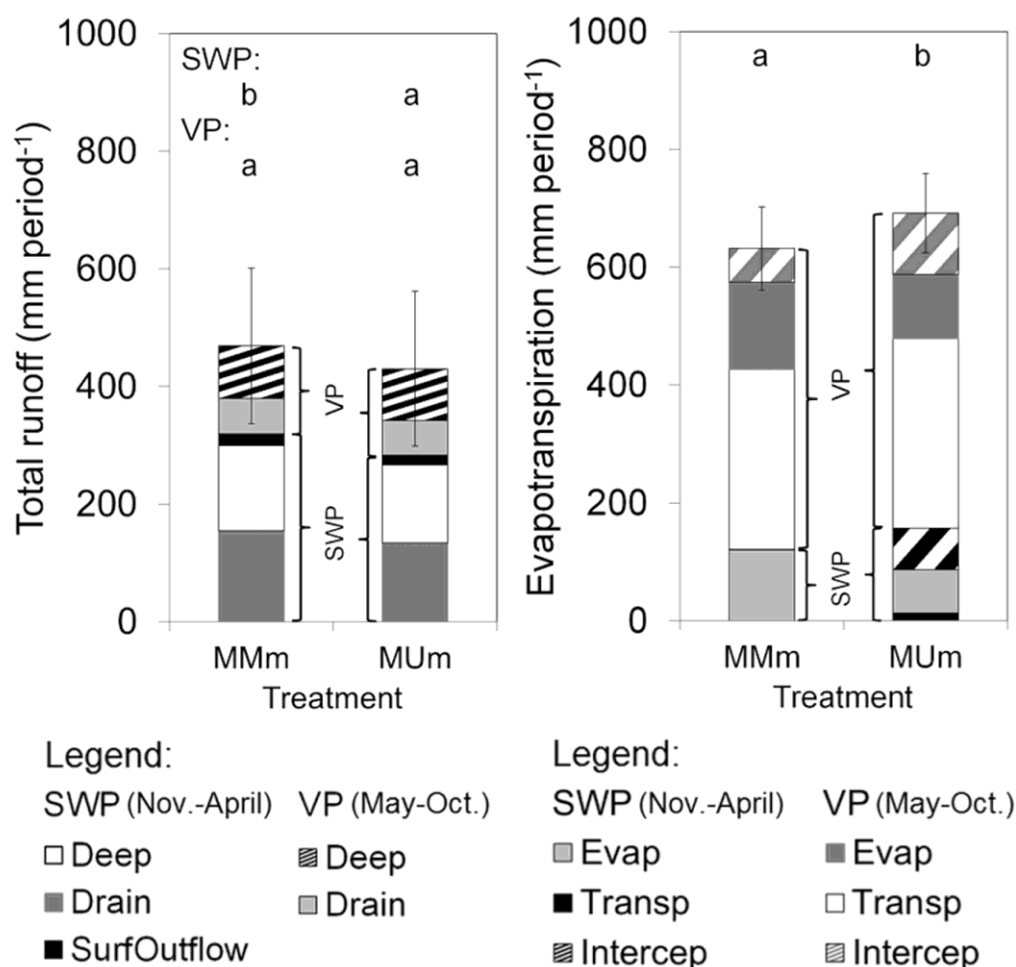 Total runoff (mm period-1)
1000
800
600
400
200
0
SWP:
b a
VP:
a a
VP
SWP
MMm MUm
Treatment
Evapotranspiration (mm period-1)
1000
800
600
400
200
0
a b
VP
SWP
MMm MUm
Treatment
Legend:
SWP (Nov.-April) VP (May-Oct.)
Deep Deep
Drain Drain
SurfOutflow
Legend:
SWP (Nov.-April) VP (May-Oct.)
Evap Evap
Transp Transp
Intercep Intercep